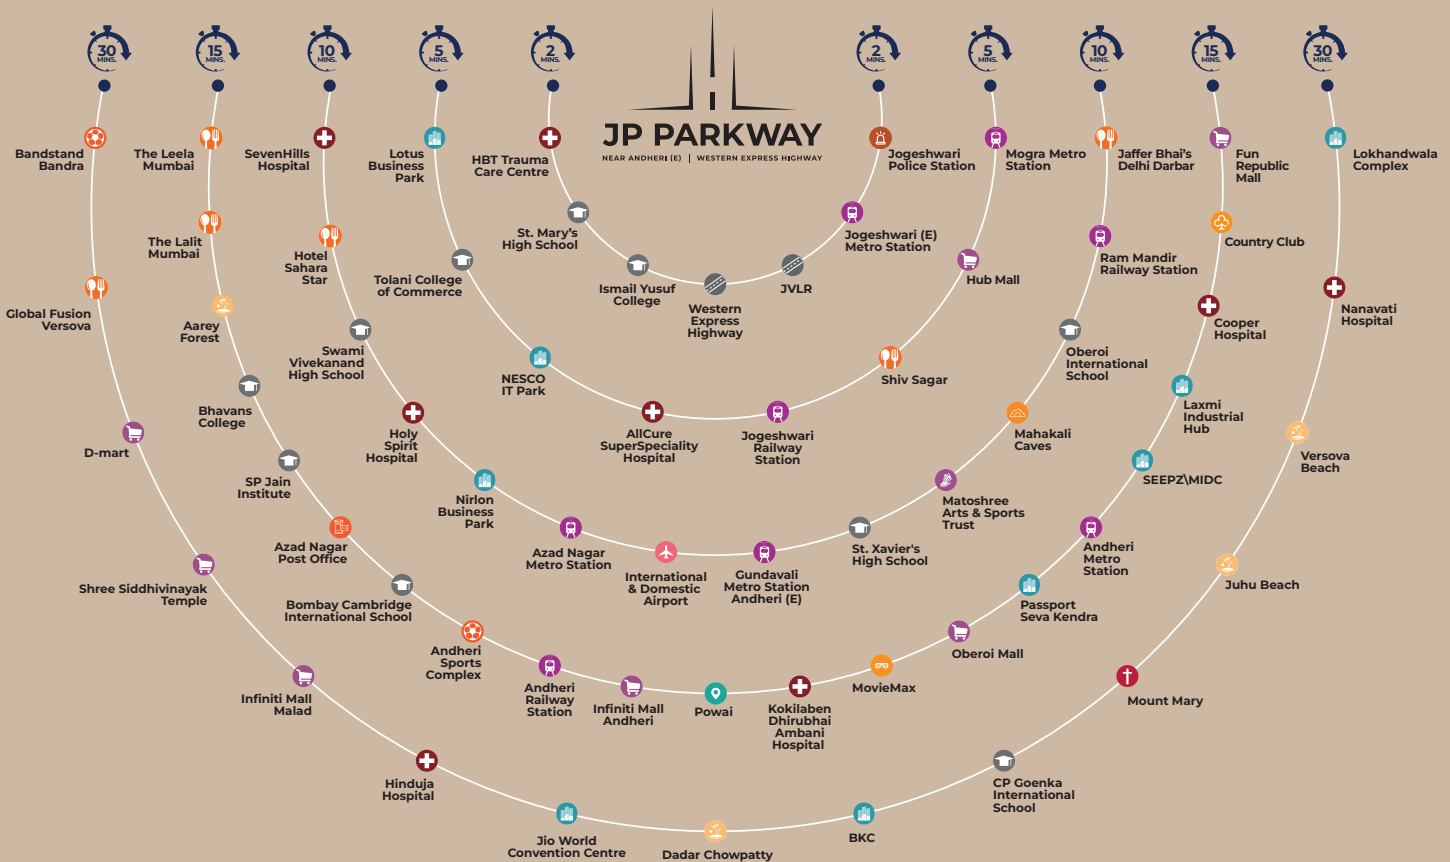 30
MINS.
15
MINS.
10
MINS.
5
MINS.
2
MINS.
2
MINS.
5
MINS.
10
MINS.
15
MINS.
30
MINS.
JP PARKWAY
NEAR ANDHERI (E) | WESTERN EXPRESS HIGHWAY
Bandstand
Bandra
The Leela
Mumbai
SevenHills
Hospital
Lotus
Business
Park
HBT Trauma
Care Centre
Jogeshwari
Police Station
Mogra Metro
Station
Jaffer Bhai's
Delhi Darbar
Fun
Republic
Mall
Lokhandwala
Complex
The Lalit
Mumbai
Hotel
Sahara
Star
Tolani College
of Commerce
St. Mary's
High School
Ismail Yusuf
College
Western
Express
Highway
JVLR
Jogeshwari (E)
Metro Station
Hub Mall
Ram Mandir
Railway Station
Country Club
Global Fusion
Versova
Aarey
Forest
Swami
Vivekanand
High School
NESCO
IT Park
AllCure
SuperSpeciality
Hospital
Jogeshwari
Railway
Station
Shiv Sagar
Oberoi
International
School
Cooper
Hospital
Nanavati
Hospital
Bhavans
College
Holy
Spirit
Hospital
Mahakali
Caves
Laxmi
Industrial
Hub
D-mart
SP Jain
Institute
Nirlon
Business
Park
Matoshree
Arts & Sports
Trust
SEEPZ\MIDC
Versova
Beach
Azad Nagar
Post Office
Azad Nagar
Metro Station
International
& Domestic
Airport
Gundavali
Metro Station
Andheri (E)
St. Xavier's
High School
Andheri
Metro
Station
Shree Siddhivinayak
Temple
Bombay Cambridge
International School
Passport
Seva Kendra
Juhu Beach
Andheri
Sports
Complex
Andheri
Railway
Station
Infiniti Mall
Andheri
Powai
Kokilaben
Dhirubhai
Ambani
Hospital
MovieMax
Oberoi Mall
Infiniti Mall
Malad
Mount Mary
Hinduja
Hospital
Jio World
Convention Centre
Dadar Chowpatty
BKC
CP Goenka
International
School